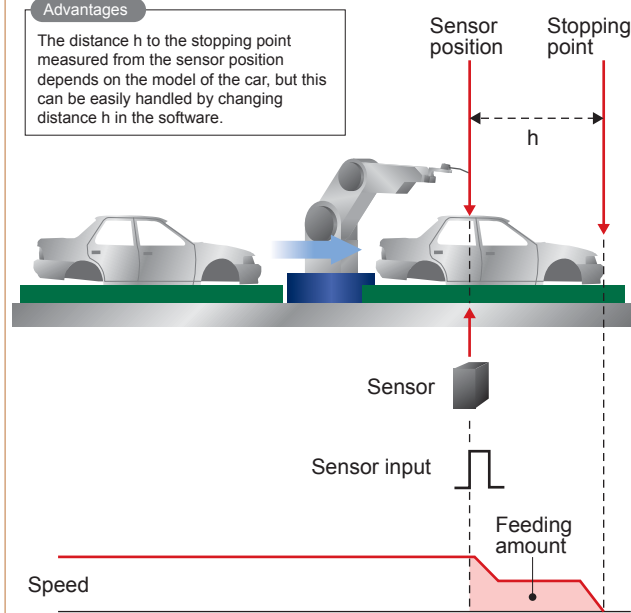 Advantages
The distance h to the stopping point
measured from the sensor position
depends on the model of the car, but this
can be easily handled by changing
distance h in the software.
Sensor
position
Stopping
point
h
Sensor
Sensor input
Feeding
amount
Speed